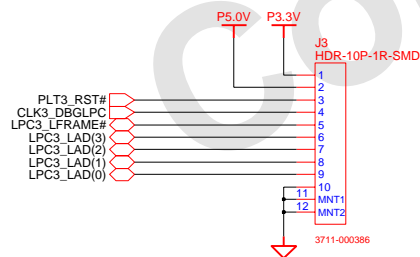 P5.0V P3.3V
J3
HDR-10P-1R-SMD
1
2
PLT3_RST# 3
CLK3_DBGLPC 4
LPC3_LFRAME# 5
LPC3_LAD(3) 6
LPC3_LAD(2) 7
LPC3_LAD(1) 8
LPC3_LAD(0) 9
10
11 MNT1
12 MNT2
3711-000386